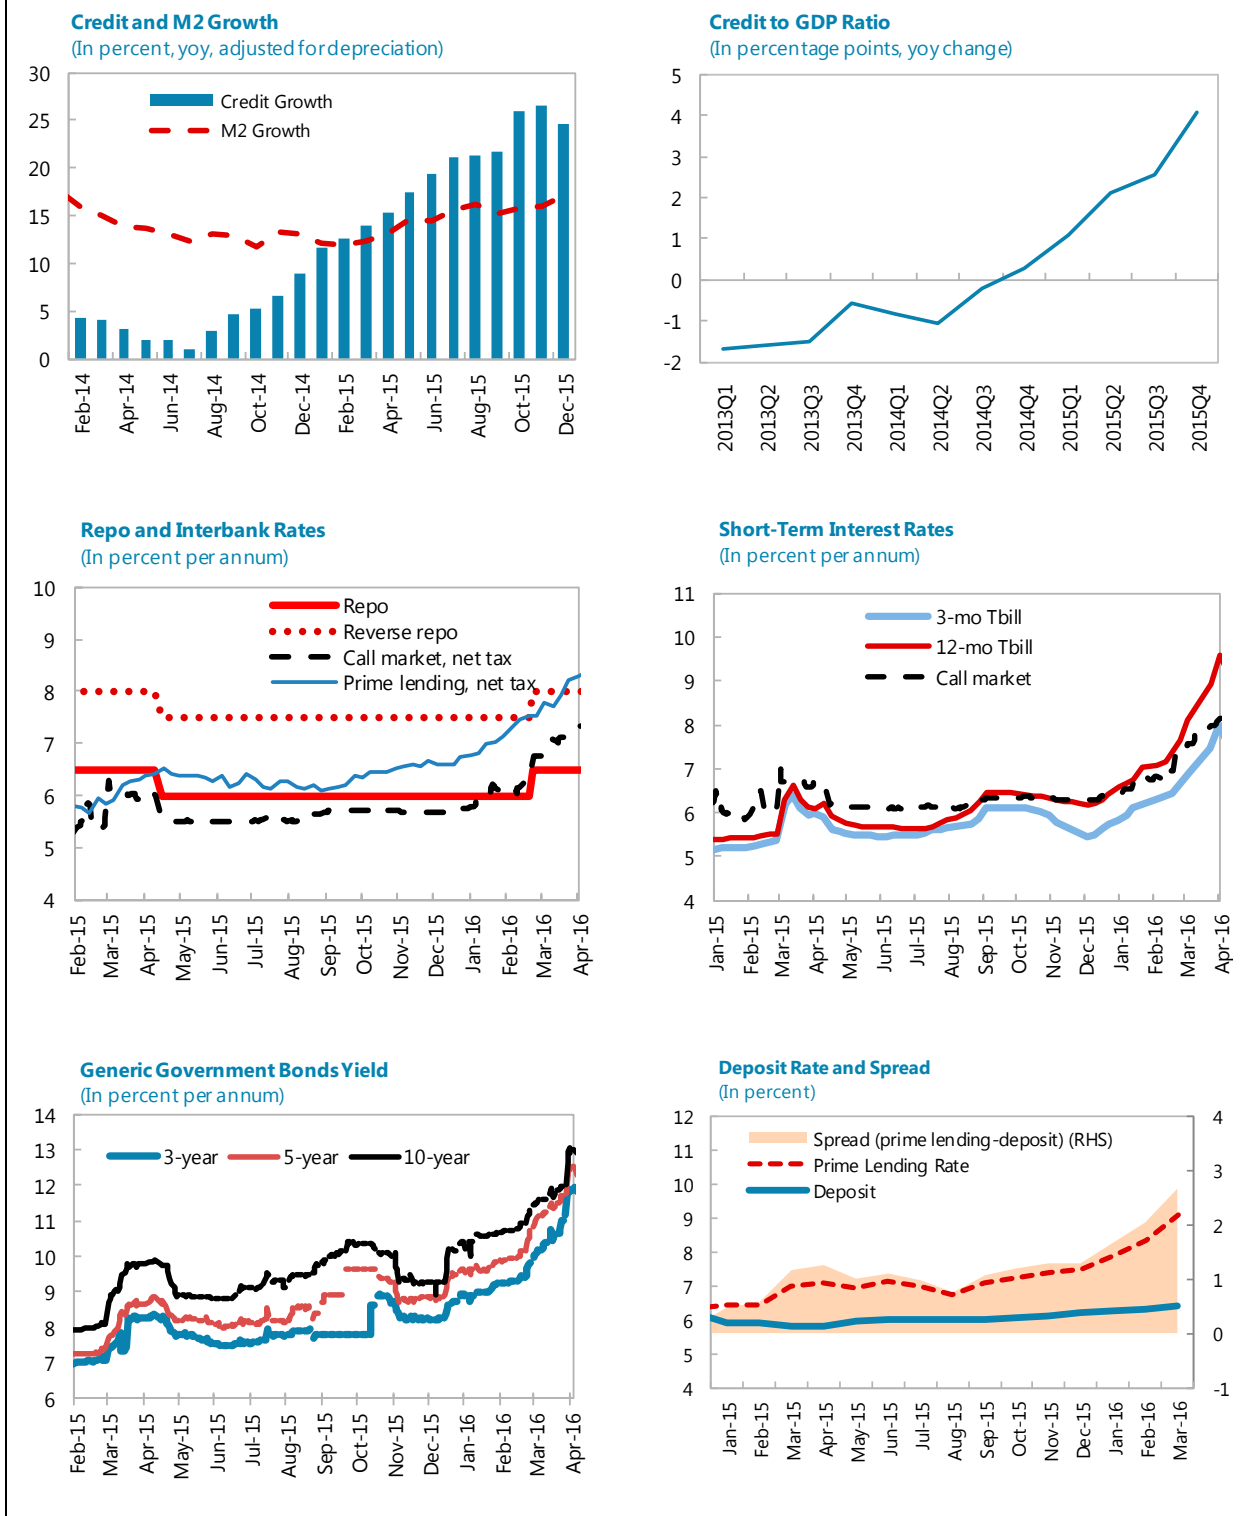 Credit and M2 Growth
(In percent, yoy, adjusted for depreciation)
30
25
20
15
10
5
0
Credit Growth
M2 Growth
Feb-14
Apr-14
Jun-14
Aug-14
Oct-14
Dec-14
Feb-15
Apr-15
Jun-15
Aug-15
Oct-15
Dec-15
Credit to GDP Ratio
(In percentage points, yoy change)
5
4
3
2
1
0
-1
-2
2013Q1
2013Q2
2013Q3
2013Q4
2014Q1
2014Q2
2014Q3
2014Q4
2015Q1
2015Q2
2015Q3
2015Q4
Repo and Interbank Rates
(In percent per annum)
10
9
8
7
6
5
4
Repo
Reverse repo
Call market, net tax
Prime lending, net tax
Feb-15
Mar-15
Apr-15
May-15
Jun-15
Jul-15
Aug-15
Sep-15
Oct-15
Nov-15
Dec-15
Jan-16
Feb-16
Mar-16
Apr-16
Short-Term Interest Rates
(In percent per annum)
11
10
9
8
7
6
5
4
3-mo Tbill
12-mo Tbill
Call market
Jan-15
Feb-15
Mar-15
Apr-15
May-15
Jun-15
Jul-15
Aug-15
Sep-15
Oct-15
Nov-15
Dec-15
Jan-16
Feb-16
Mar-16
Apr-16
Generic Government Bonds Yield
(In percent per annum)
14
13
12
11
10
9
8
7
6
3-year
5-year
10-year
Feb-15
Mar-15
Apr-15
May-15
Jun-15
Jul-15
Aug-15
Sep-15
Oct-15
Nov-15
Dec-15
Jan-16
Feb-16
Mar-16
Apr-16
Deposit Rate and Spread
(In percent)
12
11
10
9
8
7
6
5
4
4
3
2
1
0
-1
Spread (prime lending-deposit) (RHS)
Prime Lending Rate
Deposit
Jan-15
Feb-15
Mar-15
Apr-15
May-15
Jun-15
Jul-15
Aug-15
Sep-15
Oct-15
Nov-15
Dec-15
Jan-16
Feb-16
Mar-16